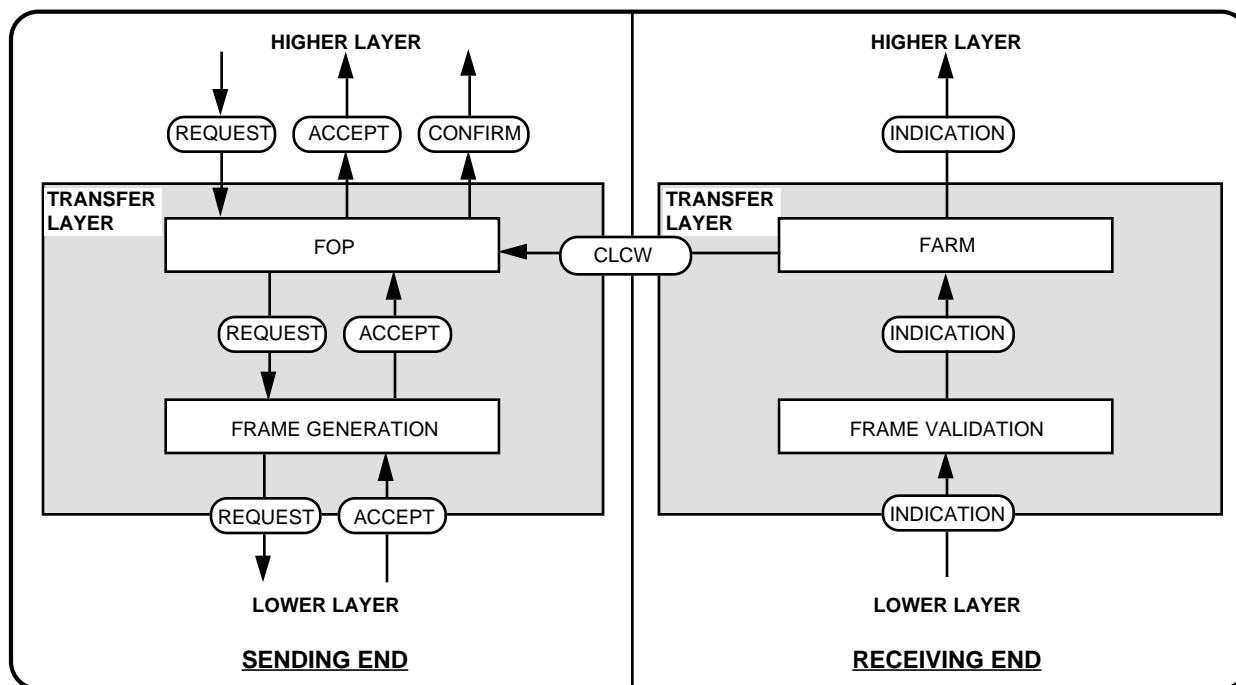 HIGHER LAYER
REQUEST
ACCEPT
CONFIRM
TRANSFER
LAYER
FOP
REQUEST
ACCEPT
FRAME GENERATION
REQUEST
ACCEPT
LOWER LAYER
SENDING END
CLCW
HIGHER LAYER
INDICATION
TRANSFER
LAYER
FARM
INDICATION
FRAME VALIDATION
INDICATION
LOWER LAYER
RECEIVING END